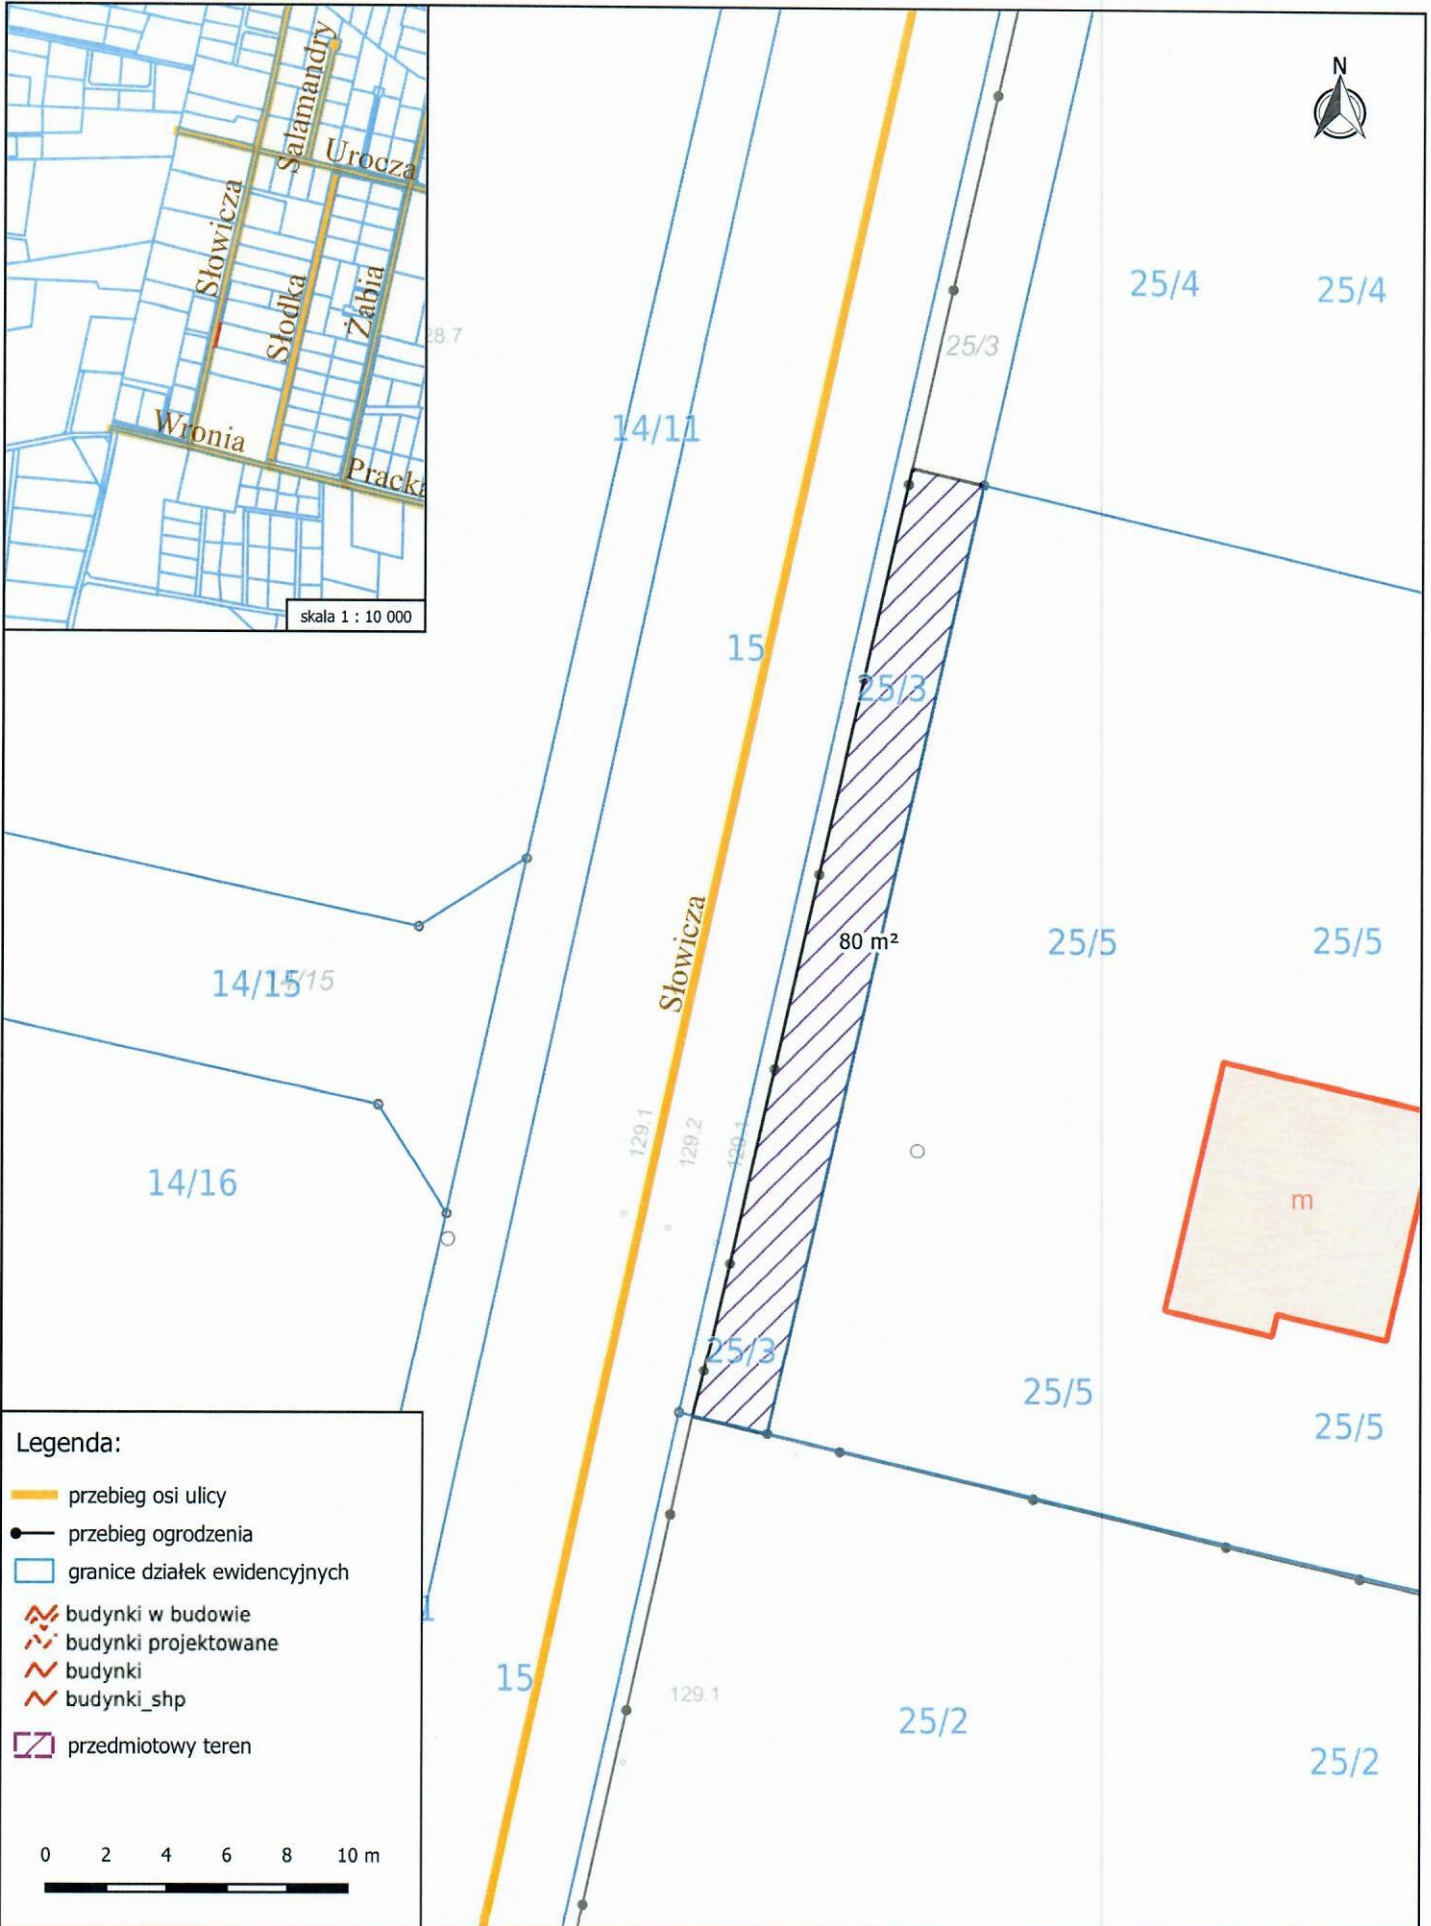 Salamandry
Urocza
Słowicza
Słodka
Żabia
Wronia
skala 1 : 10 000
N
25/4
25/4
28.7
25/3
14/11
15
25/3
Słowicza
80 m²
25/5
25/5
14/15
129.1
129.2
129.1
14/16
m
25/3
25/5
25/5
Legenda:
przebieg osi ulicy
przebieg ogrodzenia
granice działek ewidencyjnych
budynki w budowie
budynki projektowane
budynki
budynki_shp
przedmiotowy teren
0 2 4 6 8 10 m
1
15
129.1
25/2
25/2